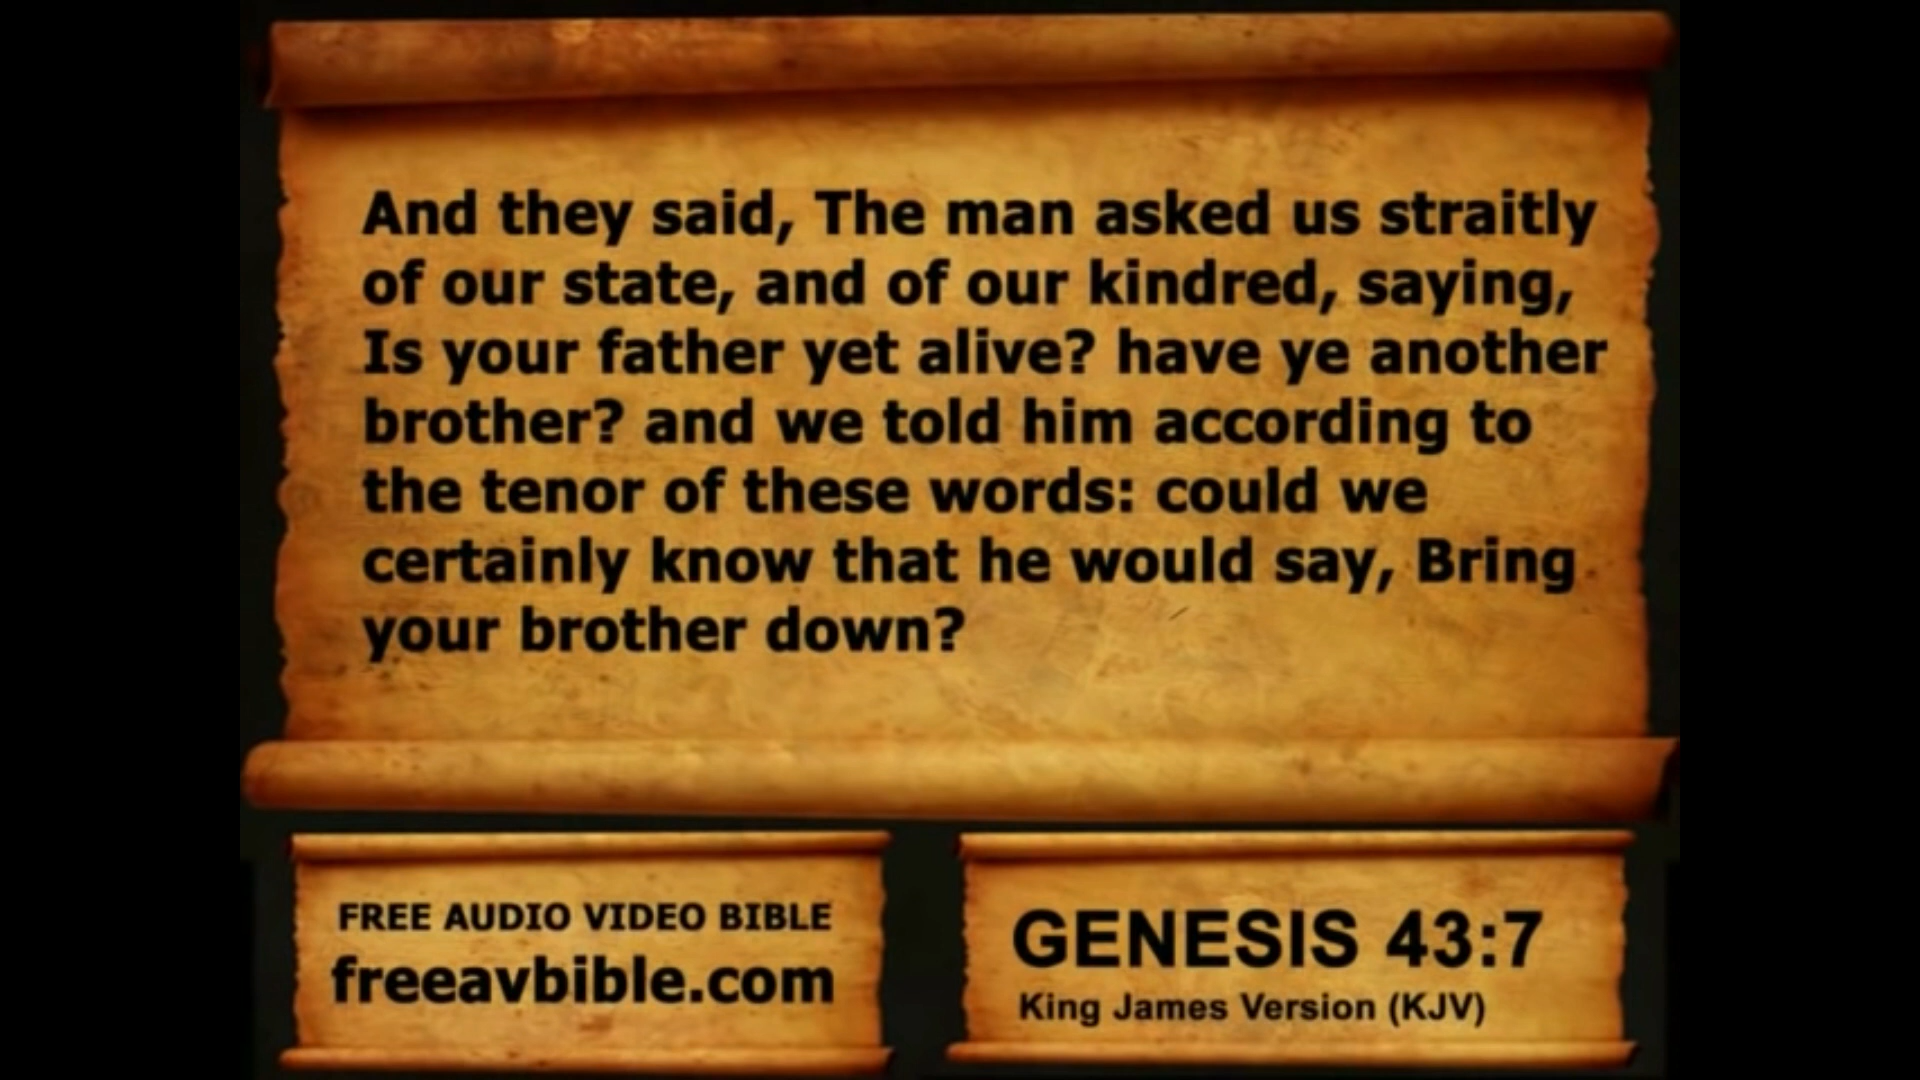 And they said, The man asked us straitly
of our state, and of our kindred, saying,
Is your father yet alive? have ye another
brother? and we told him according to
the tenor of these words: could we
certainly know that he would say, Bring
your brother down?
FREE AUDIO VIDEO BIBLE
freeavbible.com
GENESIS 43:7
King James Version (KJV)